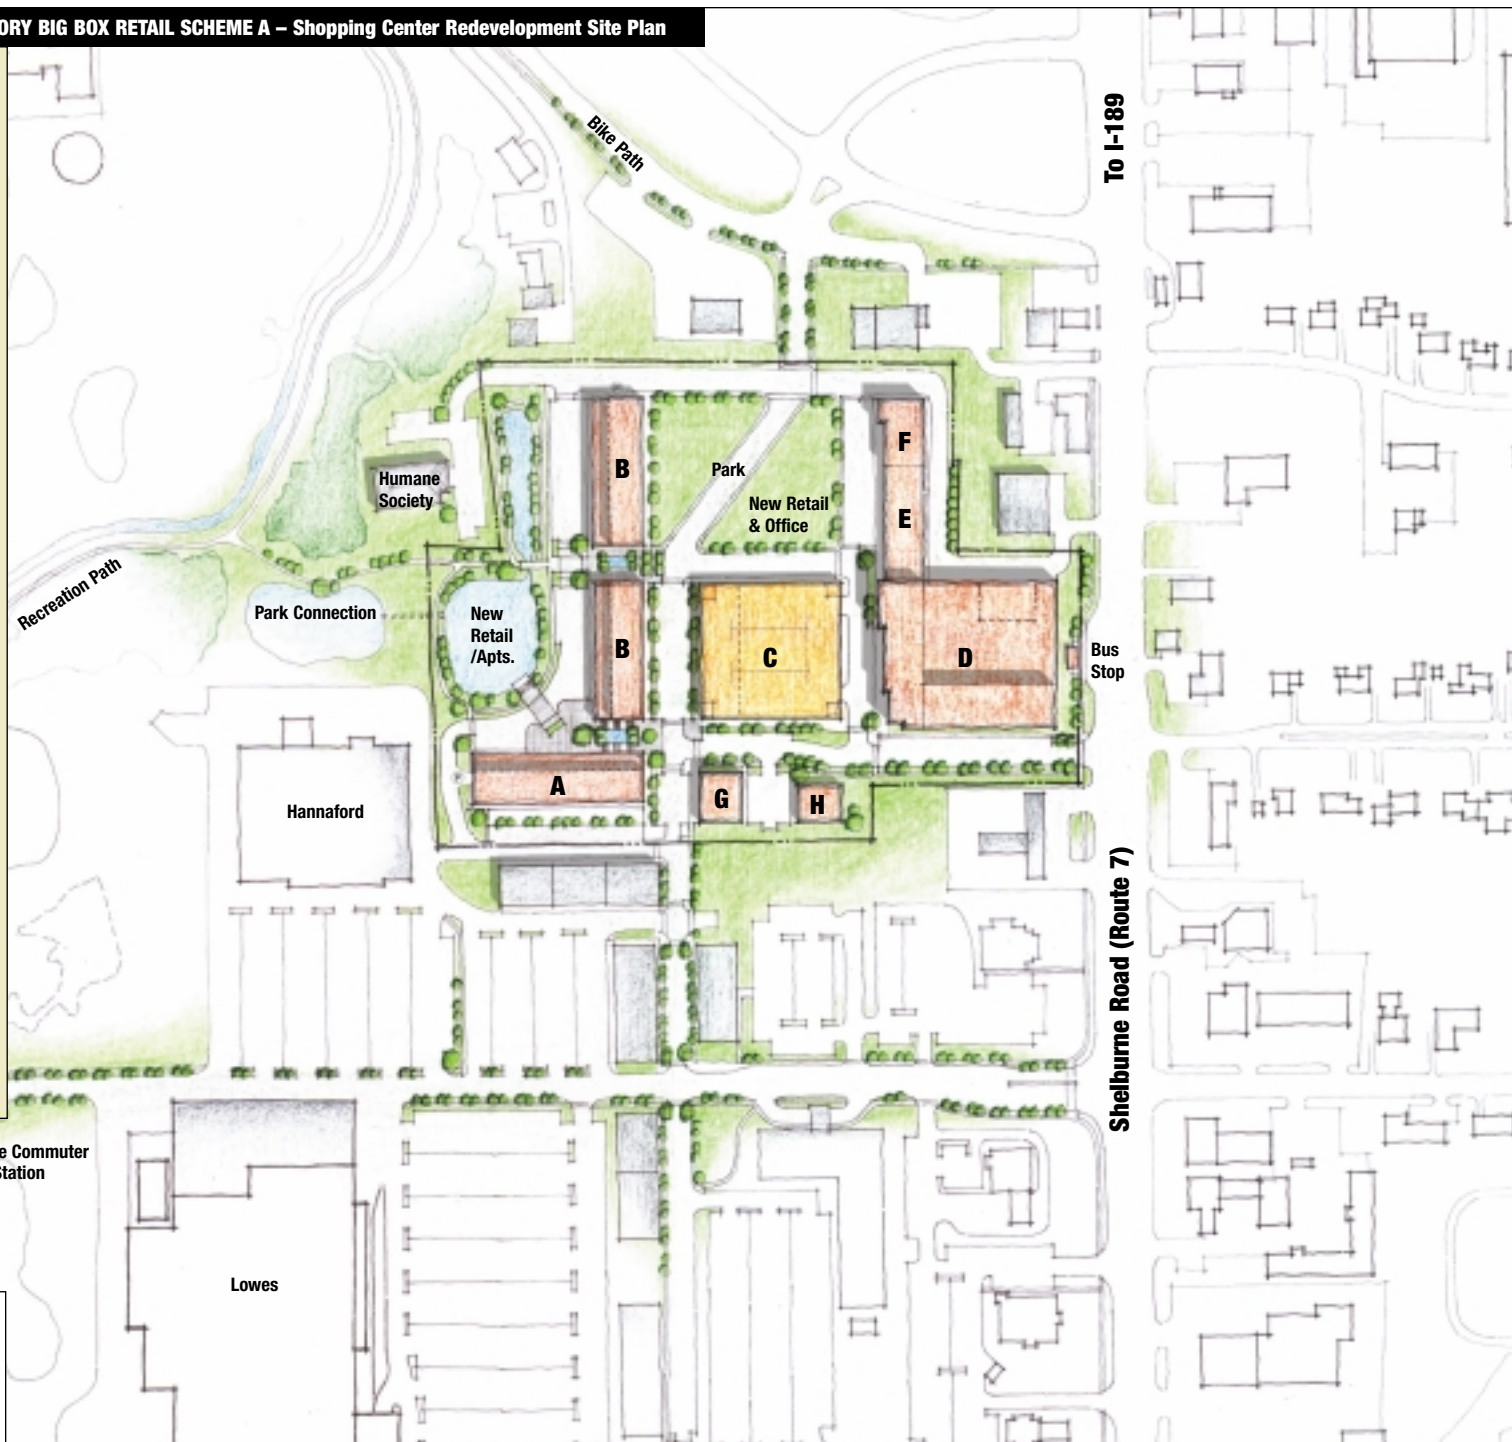 ORY BIG BOX RETAIL SCHEME A – Shopping Center Redevelopment Site Plan
To I-189
Bike Path
F
B
Park
Humane
Society
New Retail
& Office
E
Recreation Path
Park Connection
New
Retail
/Apts.
B
C
D
Bus
Stop
A
G
H
Hannaford
Shelburne Road (Route 7)
e Commuter
Station
Lowes